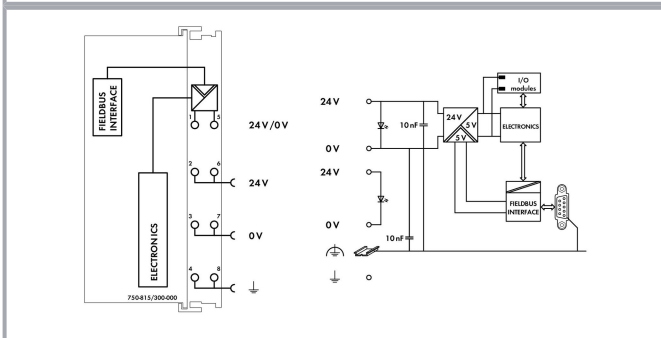 FIELDBUS
INTERFACE
1
5
24 V / 0 V
2
6
24 V
3
7
0 V
ELECTRONICS
4
8
750-815/300-000
24 V
10 nF
0 V
24 V
0 V
10 nF
24 V
5 V
5 V
I/O
modules
ELECTRONICS
FIELDBUS
INTERFACE